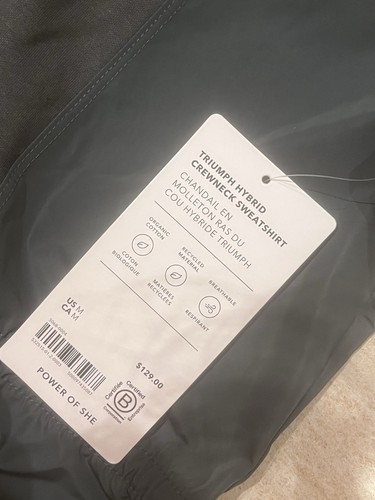 TRIUMPH HYBRID
CREWNECK SWEATSHIRT
CHANDAIL EN
MOLLETON RAS DU
COU HYBRIDE TRIUMPH
ORGANIC
COTTON
RECYCLED
MATERIAL
BREATHABLE
COTON
BIOLOGIQUE
MATIÈRES
RECYCLÉES
RESPIRANT
US M
CA M
$129.00
POWER OF SHE
Certifiée
Certified
B
Corporation
Entreprise